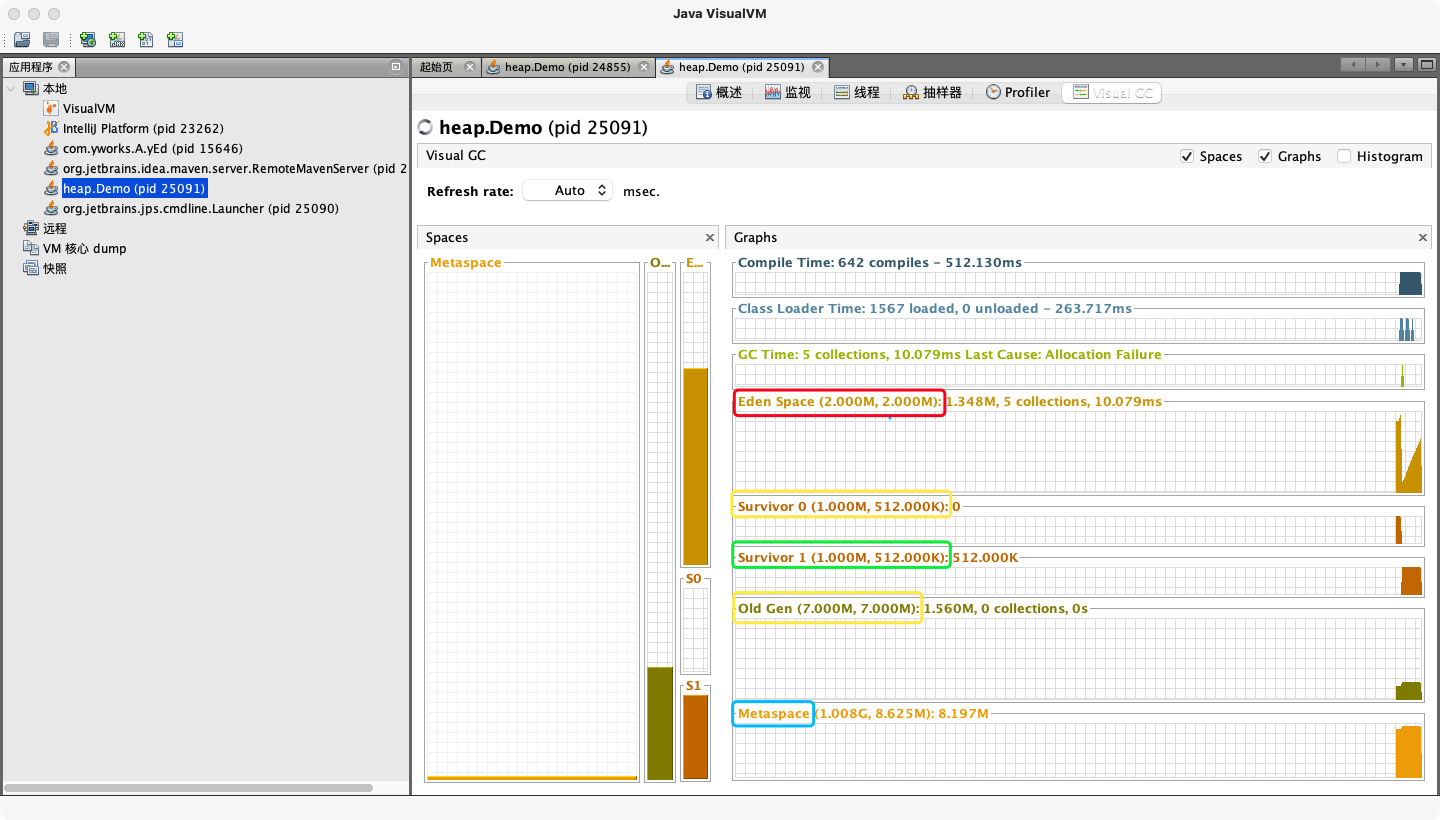 Java VisualVM
应用程序
本地
VisualVM
IntelliJ Platform (pid 23262)
com.yworks.A.yEd (pid 15646)
org.jetbrains.idea.maven.server.RemoteMavenServer (pid 2
heap.Demo (pid 25091)
org.jetbrains.jps.cmdline.Launcher (pid 25090)
远程
VM 核心 dump
快照
起始页 heap.Demo (pid 24855) heap.Demo (pid 25091)
概述 监视 线程 抽样器 Profiler Visual GC
heap.Demo (pid 25091)
Visual GC Spaces Graphs Histogram
Refresh rate: Auto msec.
Spaces
Metaspace O... E...
S0
S1
Graphs
Compile Time: 642 compiles - 512.130ms
Class Loader Time: 1567 loaded, 0 unloaded - 263.717ms
GC Time: 5 collections, 10.079ms Last Cause: Allocation Failure
Eden Space (2.000M, 2.000M): 1.348M, 5 collections, 10.079ms
Survivor 0 (1.000M, 512.000K): 0
Survivor 1 (1.000M, 512.000K): 512.000K
Old Gen (7.000M, 7.000M): 1.560M, 0 collections, 0s
Metaspace (1.008G, 8.625M): 8.197M